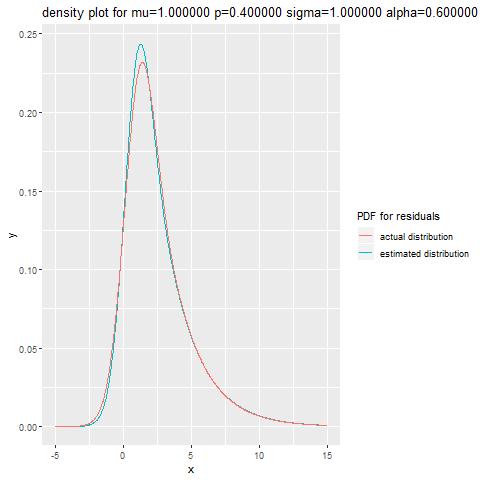 density plot for mu=1.000000 p=0.400000 sigma=1.000000 alpha=0.600000
0.25
0.20
0.15
0.10
0.05
0.00
y
-5
0
5
10
15
x
PDF for residuals
actual distribution
estimated distribution